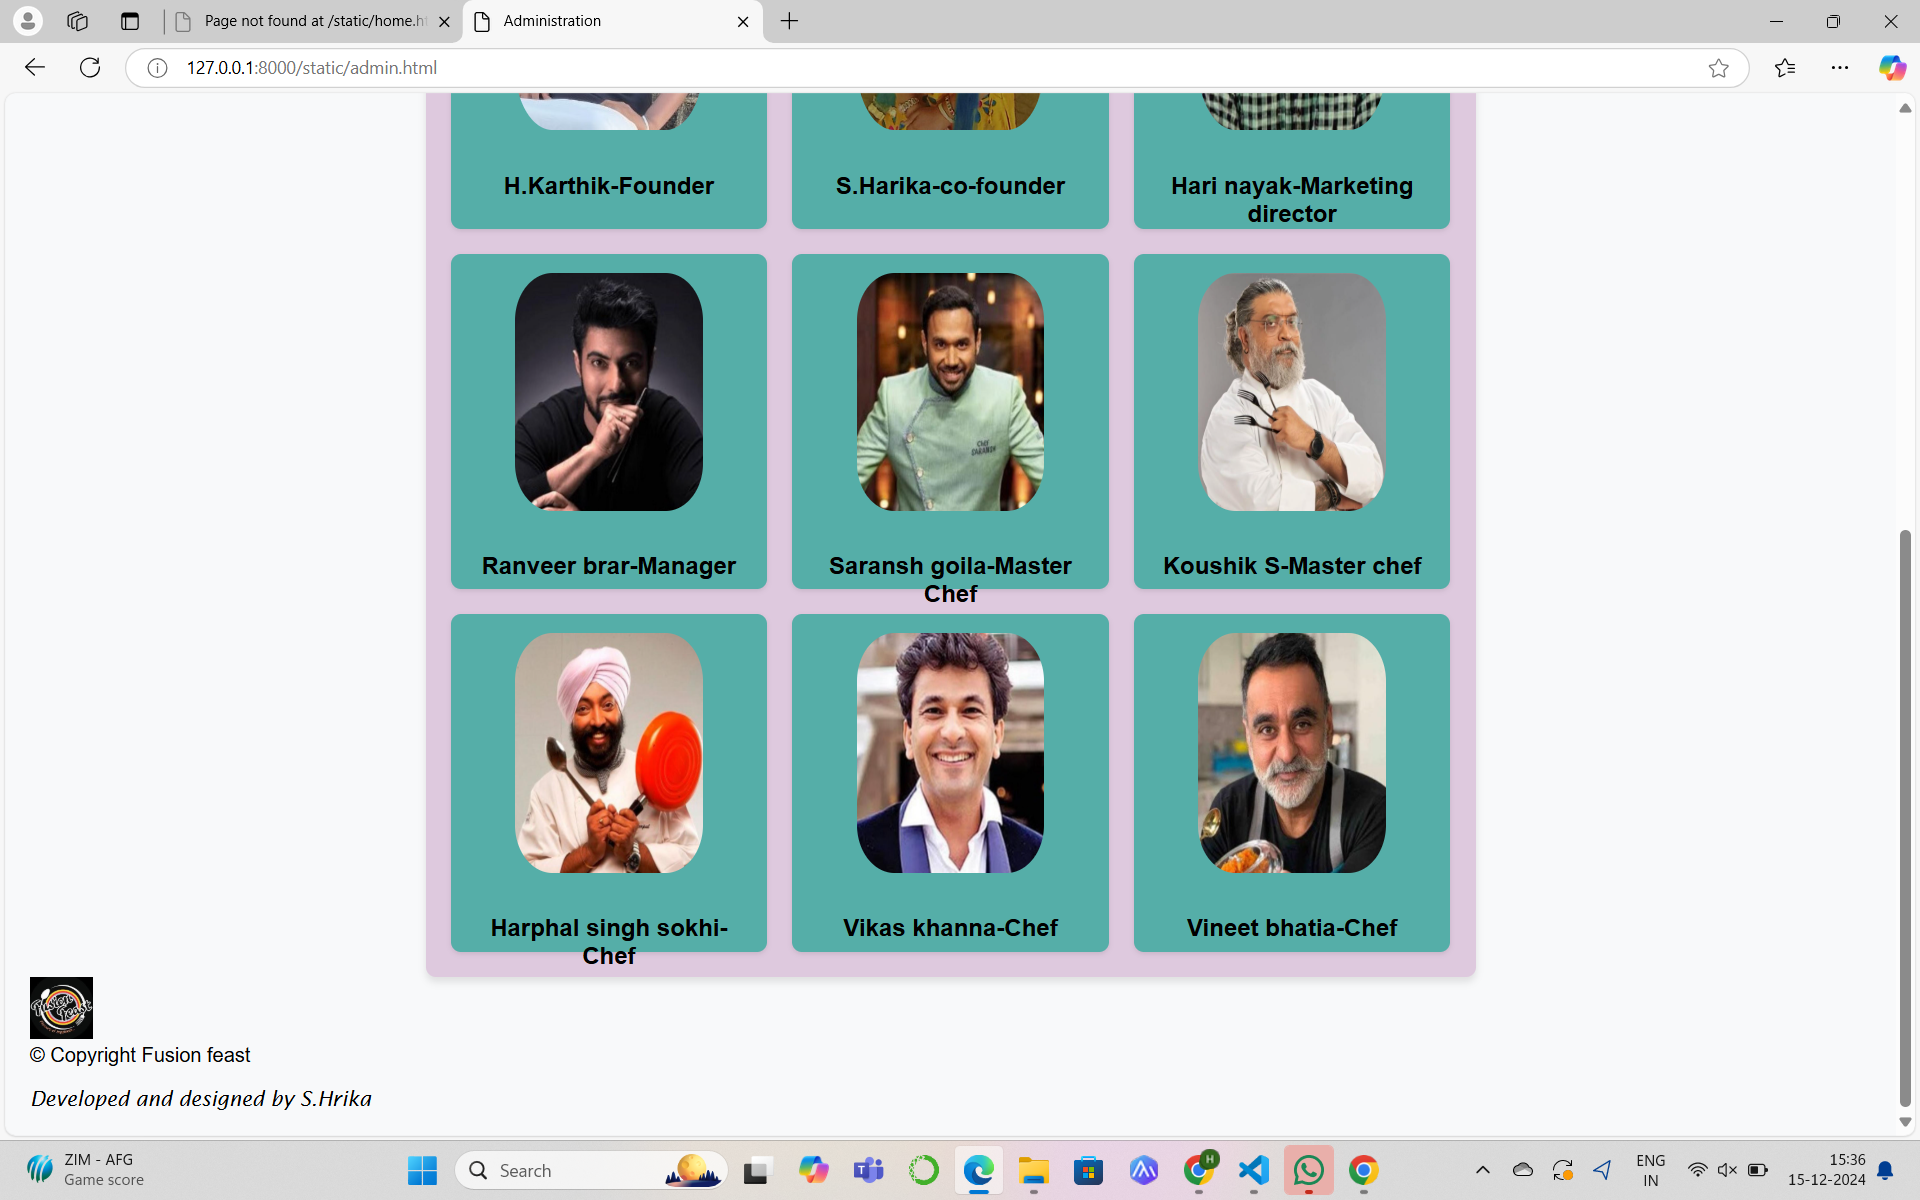 Page not found at /static/home.h
Administration
127.0.0.1:8000/static/admin.html
H.Karthik-Founder
S.Harika-co-founder
Hari nayak-Marketing
director
Ranveer brar-Manager
Saransh goila-Master
Chef
Koushik S-Master chef
Harphal singh sokhi-
Chef
Vikas khanna-Chef
Vineet bhatia-Chef
Fusion
feast
© Copyright Fusion feast
Developed and designed by S.Hrika
ZIM - AFG
Game score
Search
H
ENG
IN
15:36
15-12-2024